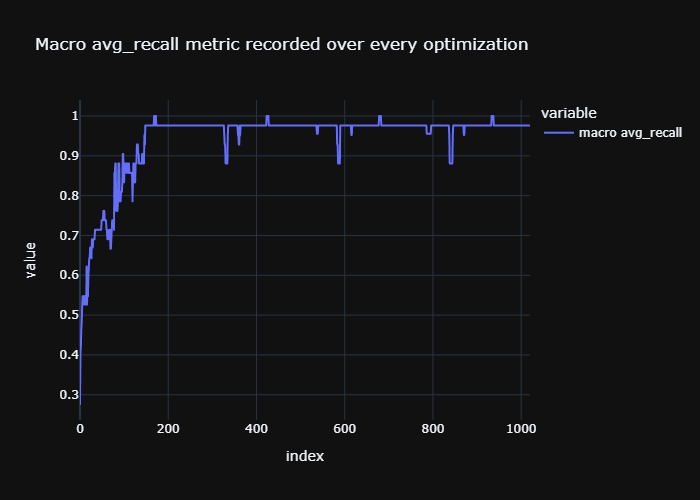 Macro avg_recall metric recorded over every optimization
variable
macro avg_recall
1
0.9
0.8
0.7
0.6
0.5
0.4
0.3
value
0
200
400
600
800
1000
index